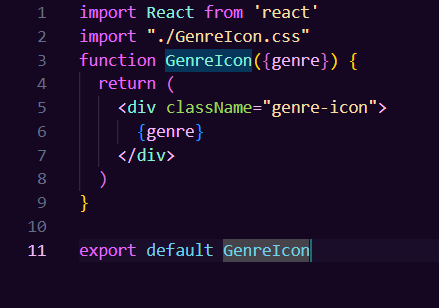 1 import React from 'react'
2 import "./GenreIcon.css"
3 function GenreIcon({genre}) {
4   return (
5     <div className="genre-icon">
6       {genre}
7     </div>
8   )
9 }
10
11 export default GenreIcon